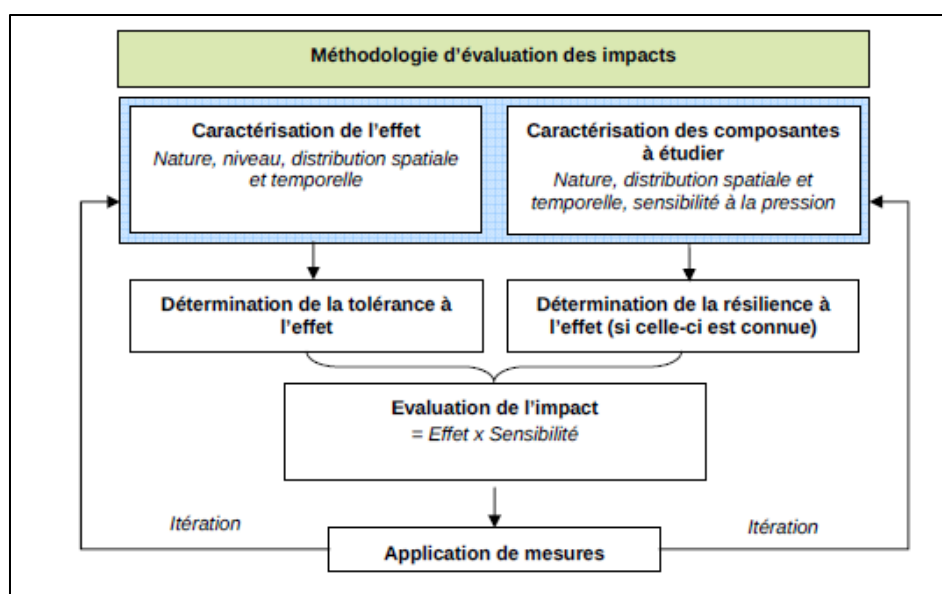 Méthodologie d'évaluation des impacts
Caractérisation de l'effet
Nature, niveau, distribution spatiale
et temporelle
Caractérisation des composantes
à étudier
Nature, distribution spatiale et
temporelle, sensibilité à la pression
Détermination de la tolérance à
l'effet
Détermination de la résilience à
l'effet (si celle-ci est connue)
Evaluation de l'impact
= Effet x Sensibilité
Itération
Itération
Application de mesures